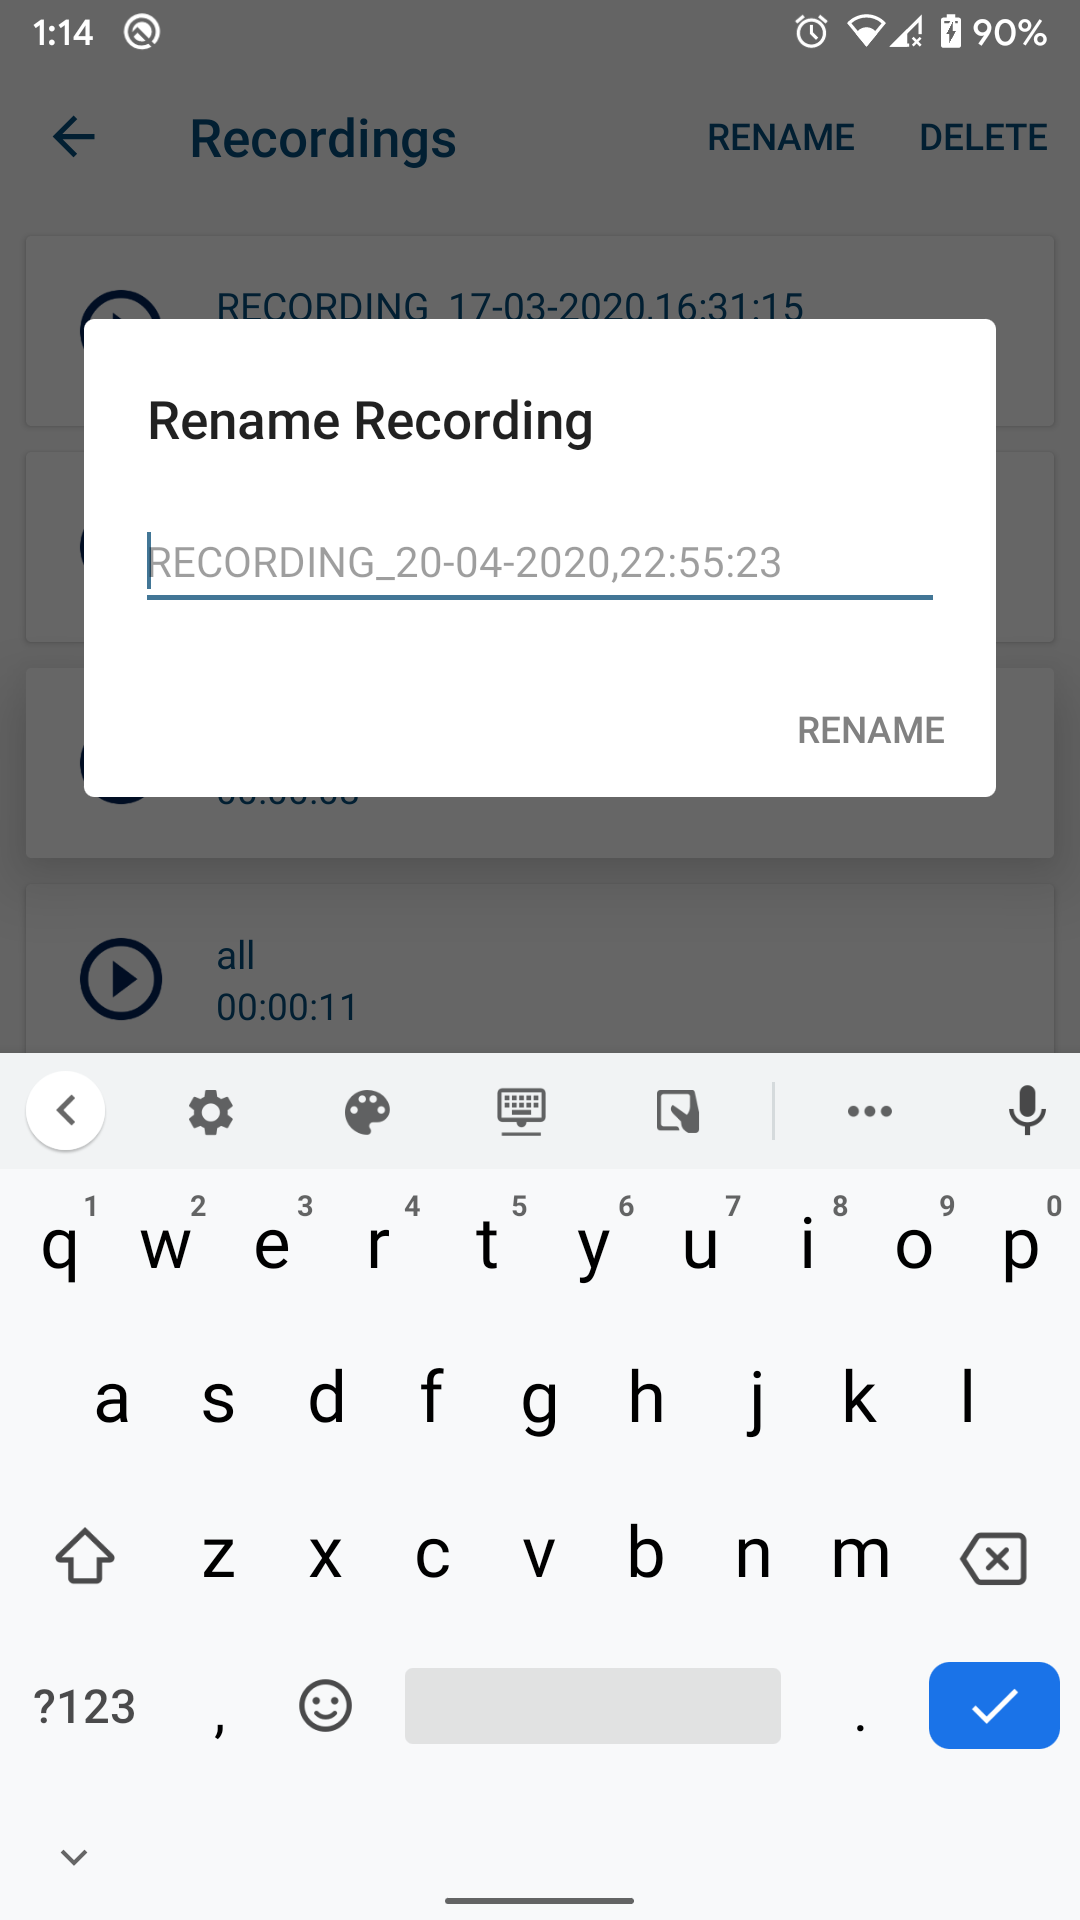 1:14 90%
Recordings RENAME DELETE
RECORDING_17-03-2020,16:31:15
Rename Recording
RECORDING_20-04-2020,22:55:23
RENAME
all
00:00:11
1 2 3 4 5 6 7 8 9 0
q w e r t y u i o p
a s d f g h j k l
z x c v b n m
?123 , .